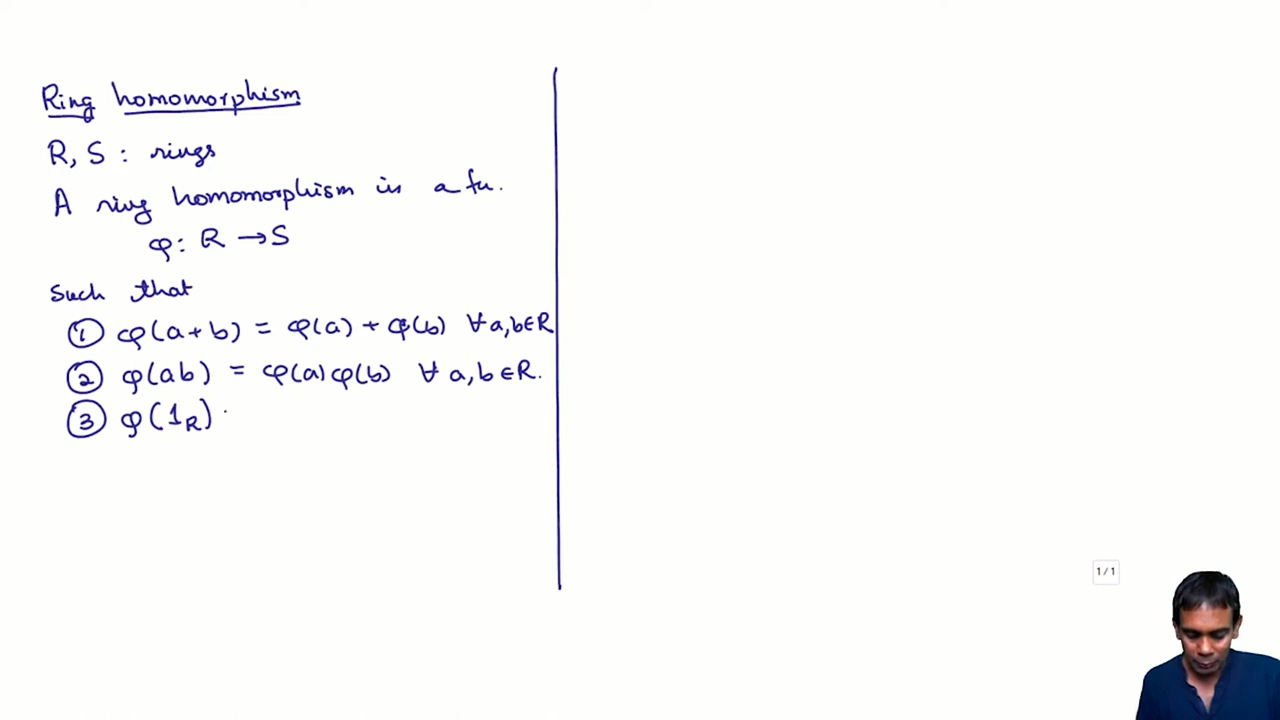 Ring homomorphism
R, S : rings
A ring homomorphism is a fn.
φ: R → S
Such that
① φ(a+b) = φ(a) + φ(b) ∀ a,b∈R
② φ(ab) = φ(a)φ(b) ∀ a,b∈R.
③ φ(1_R)
1/1